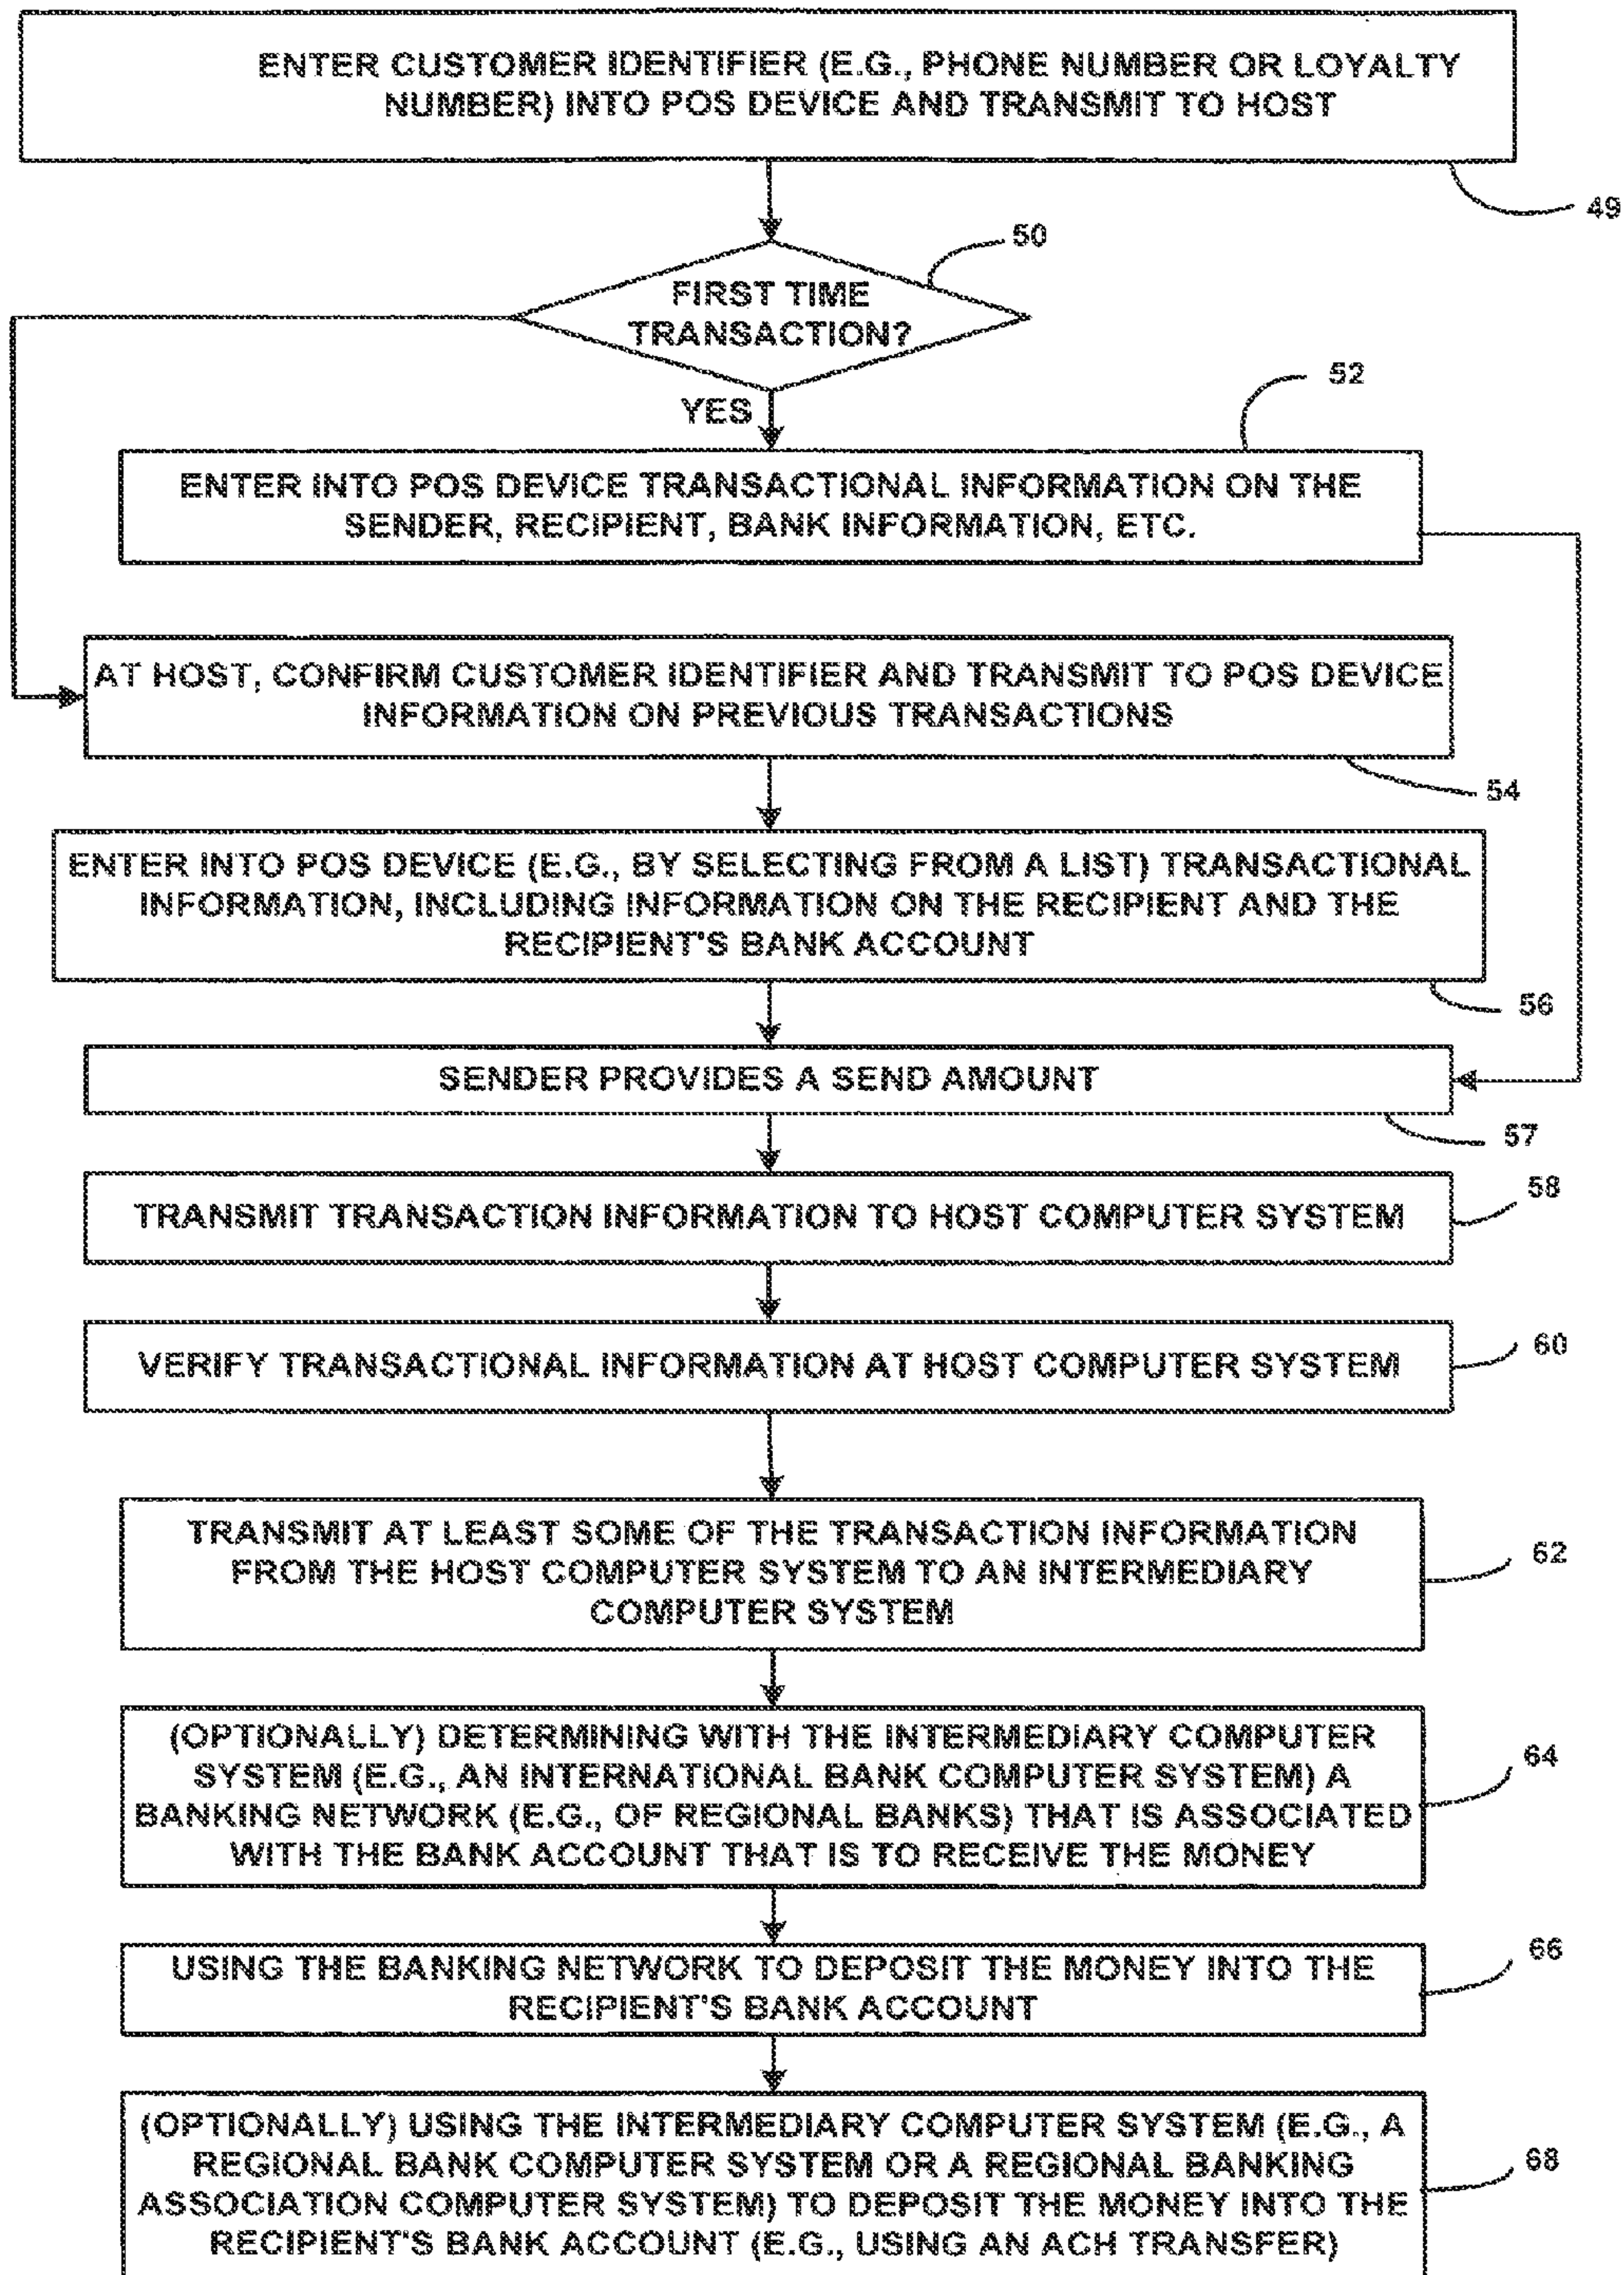 ENTER CUSTOMER IDENTIFIER (E.G., PHONE NUMBER OR LOYALTY
NUMBER) INTO POS DEVICE AND TRANSMIT TO HOST
49
50
FIRST TIME
TRANSACTION?
YES
52
ENTER INTO POS DEVICE TRANSACTIONAL INFORMATION ON THE
SENDER, RECIPIENT, BANK INFORMATION, ETC.
AT HOST, CONFIRM CUSTOMER IDENTIFIER AND TRANSMIT TO POS DEVICE
INFORMATION ON PREVIOUS TRANSACTIONS
54
ENTER INTO POS DEVICE (E.G., BY SELECTING FROM A LIST) TRANSACTIONAL
INFORMATION, INCLUDING INFORMATION ON THE RECIPIENT AND THE
RECIPIENT'S BANK ACCOUNT
56
SENDER PROVIDES A SEND AMOUNT
57
TRANSMIT TRANSACTION INFORMATION TO HOST COMPUTER SYSTEM
58
VERIFY TRANSACTIONAL INFORMATION AT HOST COMPUTER SYSTEM
60
TRANSMIT AT LEAST SOME OF THE TRANSACTION INFORMATION
FROM THE HOST COMPUTER SYSTEM TO AN INTERMEDIARY
COMPUTER SYSTEM
62
(OPTIONALLY) DETERMINING WITH THE INTERMEDIARY COMPUTER
SYSTEM (E.G., AN INTERNATIONAL BANK COMPUTER SYSTEM) A
BANKING NETWORK (E.G., OF REGIONAL BANKS) THAT IS ASSOCIATED
WITH THE BANK ACCOUNT THAT IS TO RECEIVE THE MONEY
64
USING THE BANKING NETWORK TO DEPOSIT THE MONEY INTO THE
RECIPIENT'S BANK ACCOUNT
66
(OPTIONALLY) USING THE INTERMEDIARY COMPUTER SYSTEM (E.G., A
REGIONAL BANK COMPUTER SYSTEM OR A REGIONAL BANKING
ASSOCIATION COMPUTER SYSTEM) TO DEPOSIT THE MONEY INTO THE
RECIPIENT'S BANK ACCOUNT (E.G., USING AN ACH TRANSFER)
68